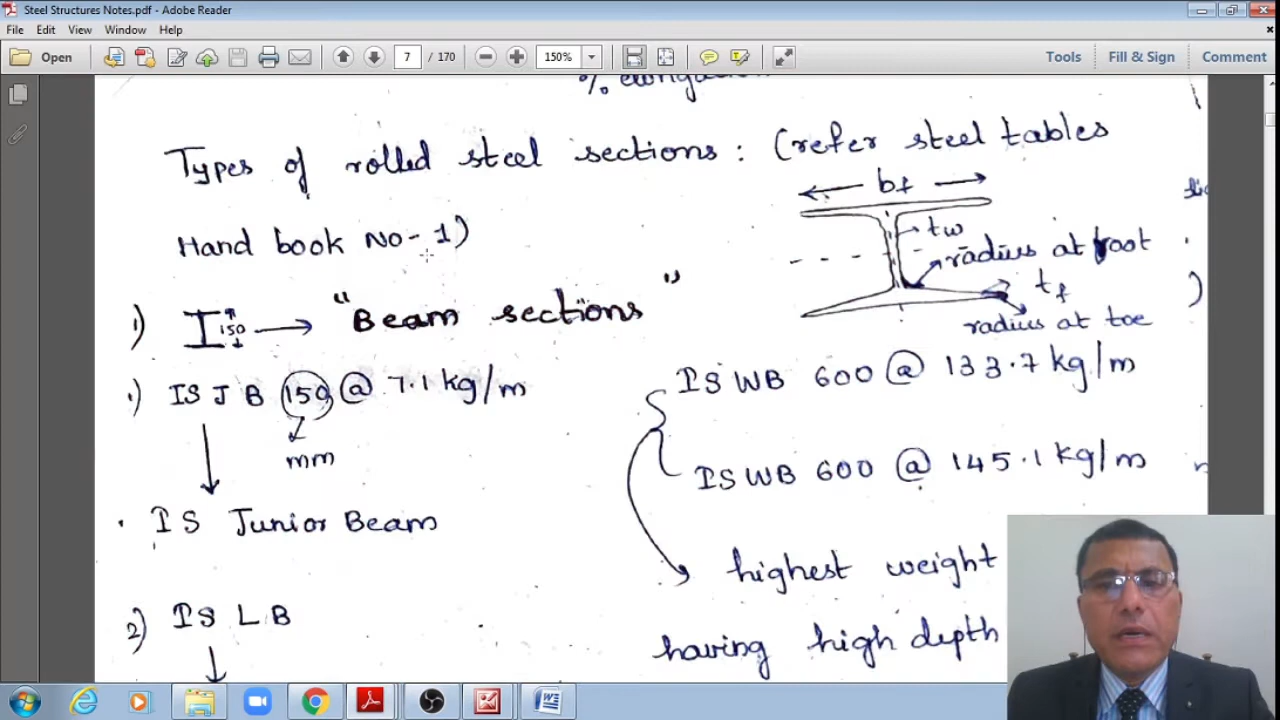 Steel Structures Notes.pdf - Adobe Reader
File Edit View Window Help
Open 7 / 170 150% Tools Fill & Sign Comment
% elongation
Types of rolled steel sections : (refer steel tables
Hand book No-1)
bf
tw
radius at root
tf
radius at toe
1) I 150 → "Beam sections"
1) IS J B 150 @ 7.1 kg/m
mm
IS Junior Beam
2) IS L B
IS WB 600 @ 133.7 kg/m
IS WB 600 @ 145.1 kg/m
highest weight
having high depth